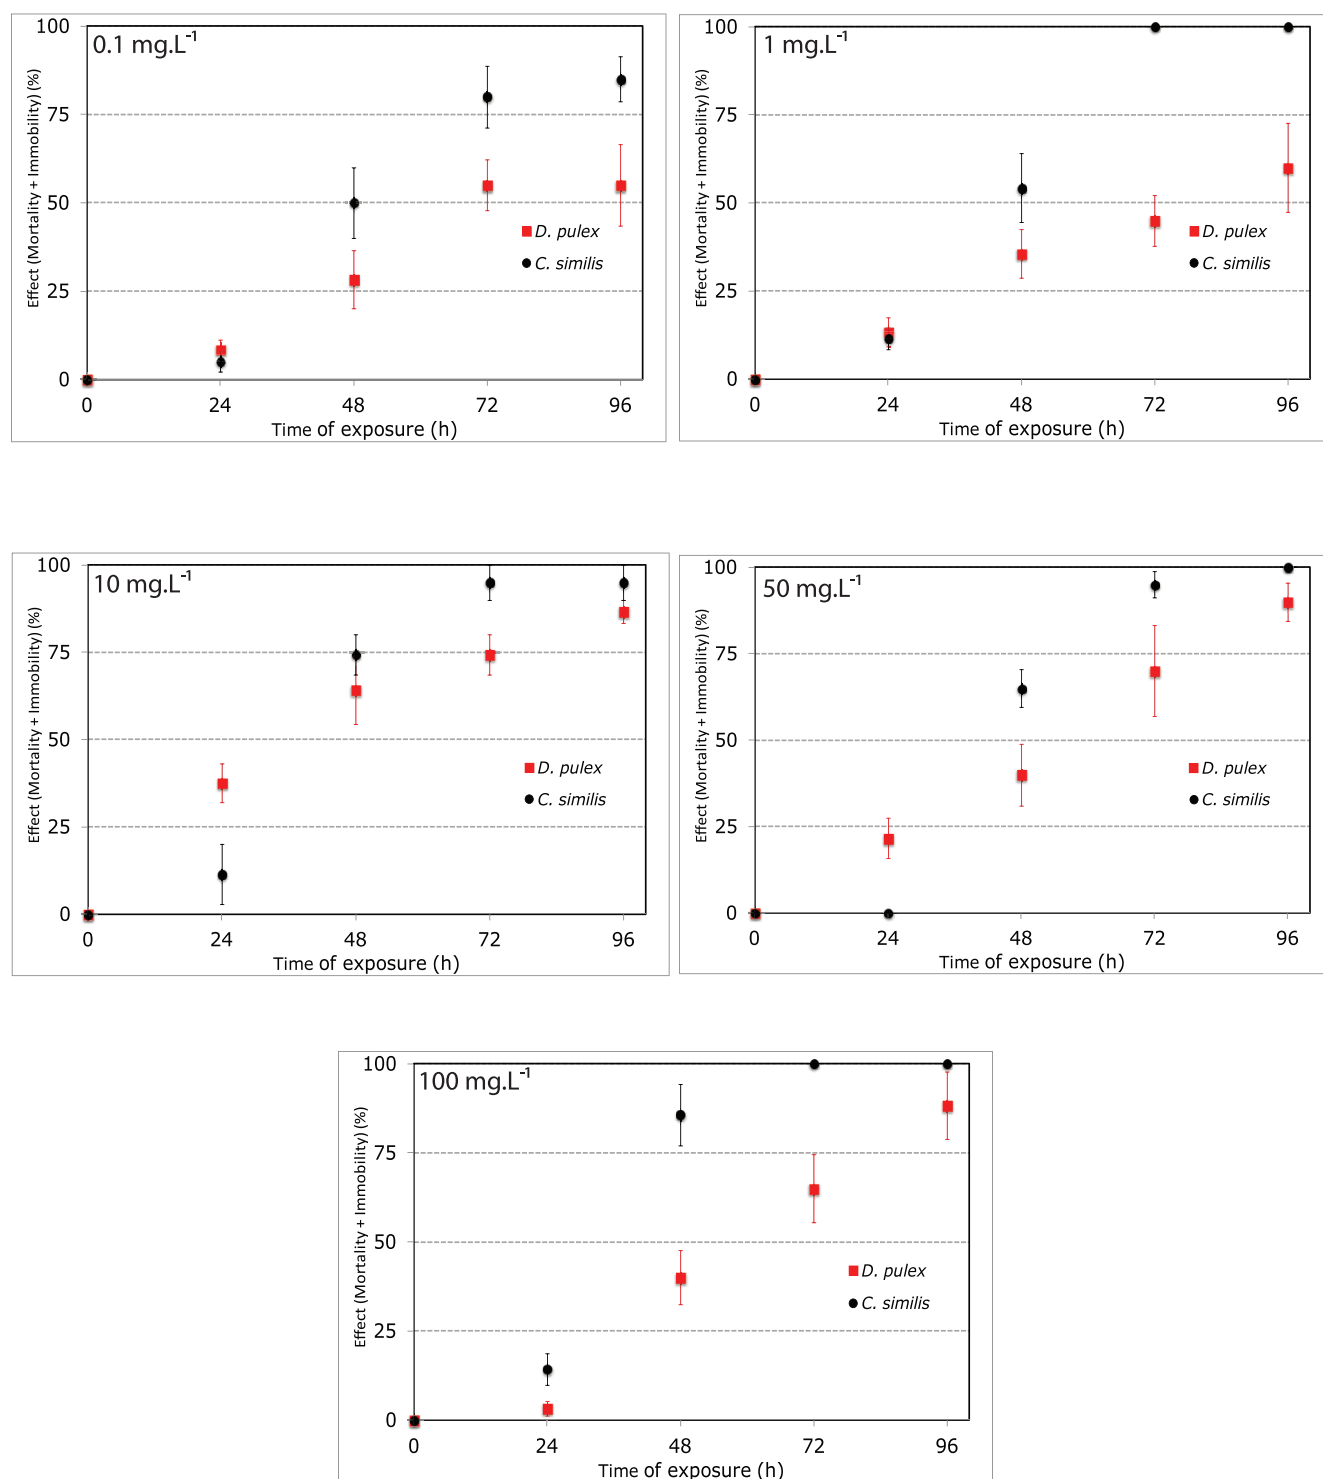 0.1 mg.L⁻¹
Effect (Mortality + Immobility) (%)
100
75
50
25
0
D. pulex
C. similis
0 24 48 72 96
Time of exposure (h)
1 mg.L⁻¹
Effect (Mortality + Immobility) (%)
100
75
50
25
0
D. pulex
C. similis
0 24 48 72 96
Time of exposure (h)
10 mg.L⁻¹
Effect (Mortality + Immobility) (%)
100
75
50
25
0
D. pulex
C. similis
0 24 48 72 96
Time of exposure (h)
50 mg.L⁻¹
Effect (Mortality + Immobility) (%)
100
75
50
25
0
D. pulex
C. similis
0 24 48 72 96
Time of exposure (h)
100 mg.L⁻¹
Effect (Mortality + Immobility) (%)
100
75
50
25
0
D. pulex
C. similis
0 24 48 72 96
Time of exposure (h)